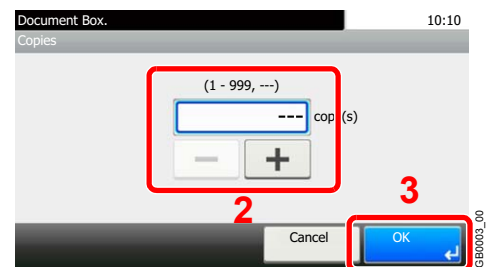 Document Box. 10:10
Copies
(1 - 999, ---)
--- cop (s)
− +
2
3
Cancel OK
GB0003_00